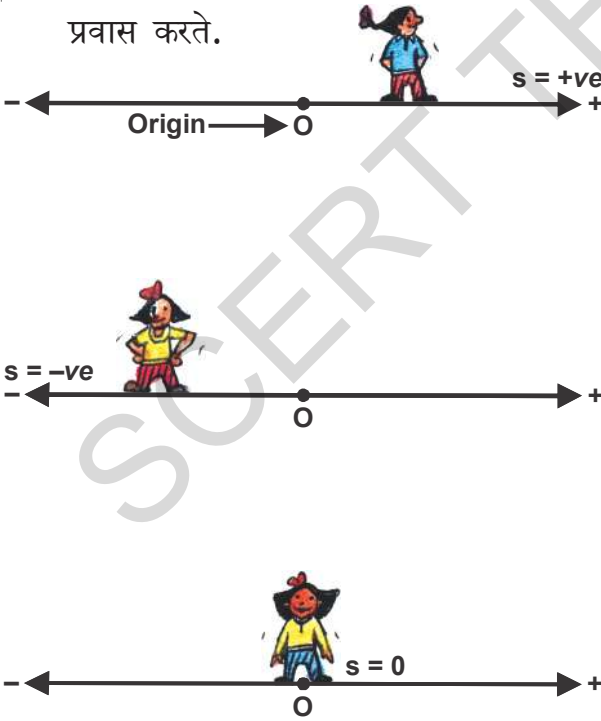 प्रवास करते.
s = +ve
– +
Origin O
s = –ve
– +
O
s = 0
– +
O
SCERT T